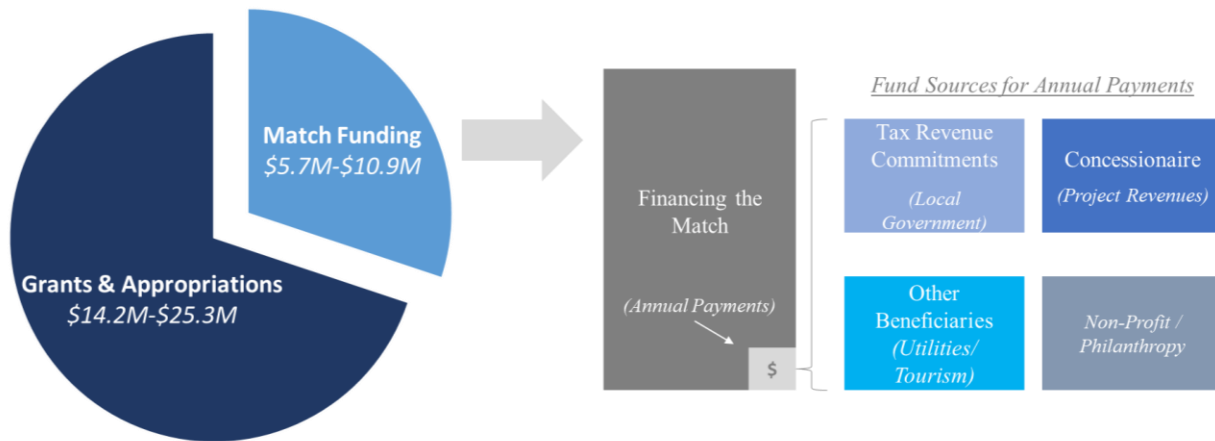 Match Funding
$5.7M-$10.9M
Grants & Appropriations
$14.2M-$25.3M
Financing the
Match
(Annual Payments)
$
Fund Sources for Annual Payments
Tax Revenue
Commitments
(Local
Government)
Concessionaire
(Project Revenues)
Other
Beneficiaries
(Utilities/
Tourism)
Non-Profit /
Philanthropy